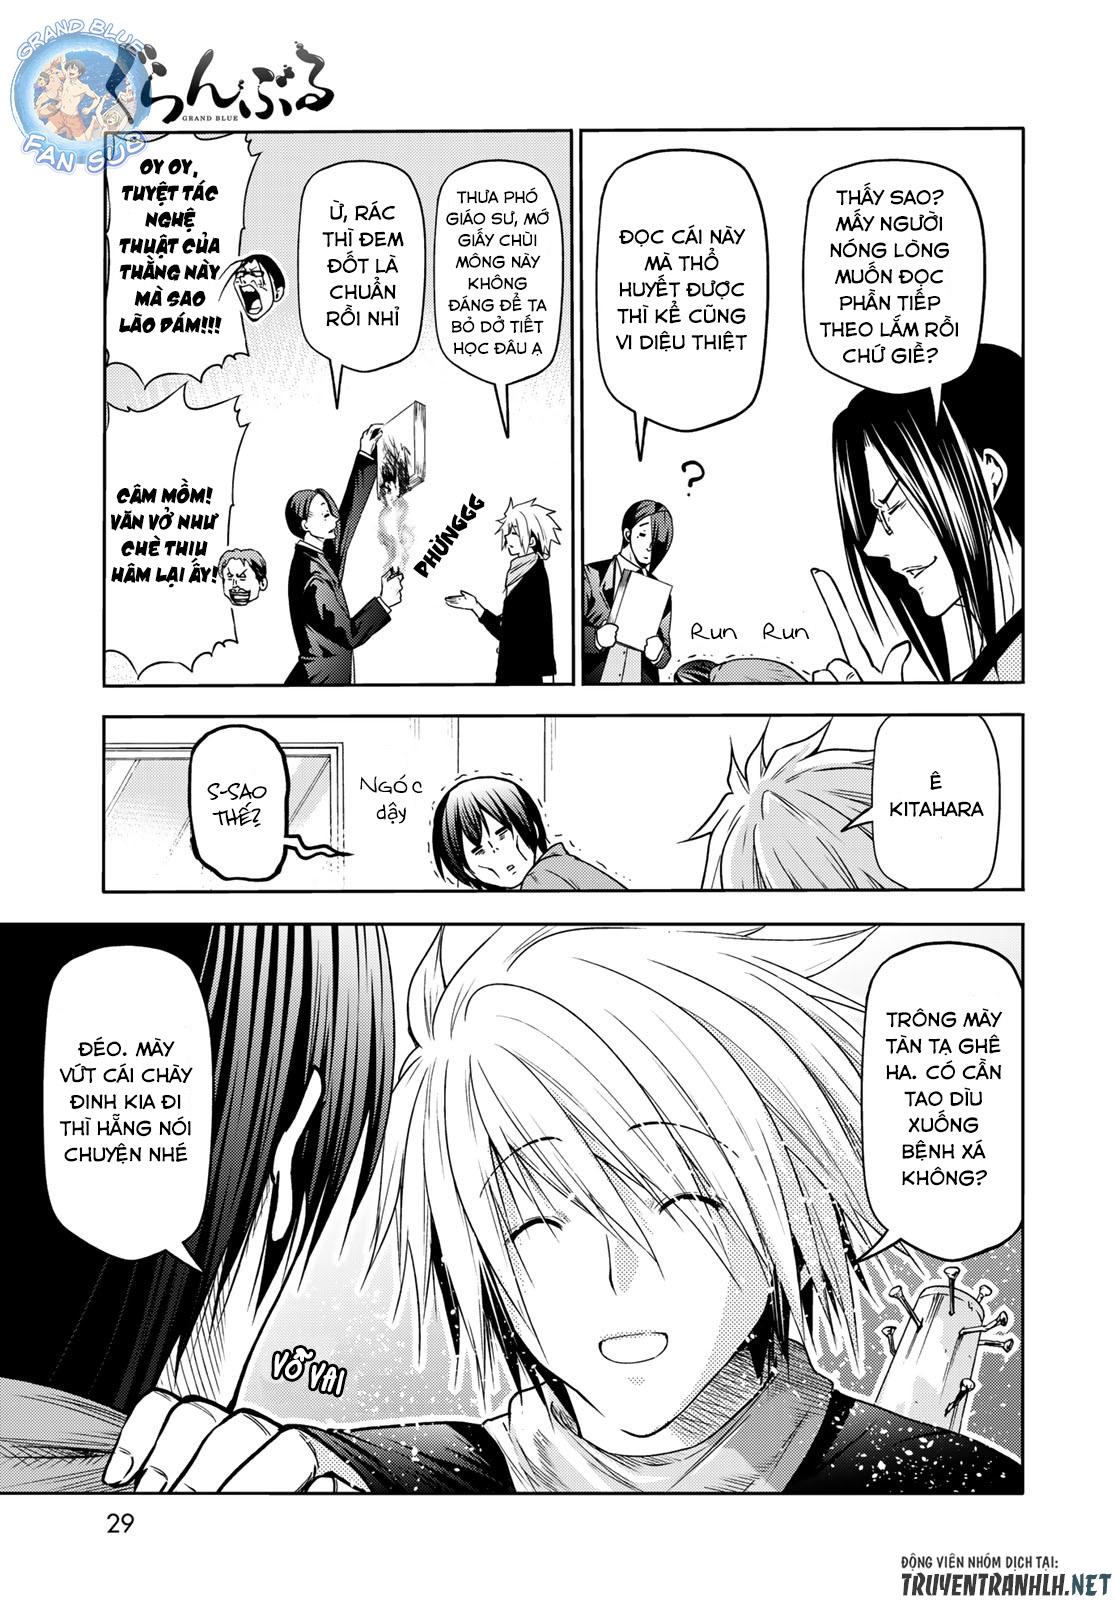 GRAND BLUE
FAN SUB
ぐらんぶる
GRAND BLUE
THẤY SAO?
MẤY NGƯỜI
NÓNG LÒNG
MUỐN ĐỌC
PHẦN TIẾP
THEO LẮM RỒI
CHỨ GIỀ?
ĐỌC CÁI NÀY
MÀ THỔ
HUYẾT ĐƯỢC
THÌ KỂ CŨNG
VI DIỆU THIỆT
?
Run Run
THƯA PHÓ
GIÁO SƯ, MỚ
GIẤY CHÙI
MÔNG NÀY
KHÔNG
ĐÁNG ĐỂ TA
BỎ DỞ TIẾT
HỌC ĐÂU Ạ
Ừ, RÁC
THÌ ĐEM
ĐỐT LÀ
CHUẨN
RỒI NHỈ
PHỪNGGG
OY OY,
TUYỆT TÁC
NGHỆ
THUẬT CỦA
THẰNG NÀY
MÀ SAO
LÃO DÁM!!!
CÂM MỒM!
VĂN VỞ NHƯ
CHÈ THIU
HÂM LẠI ẤY!
Ê
KITAHARA
NGÓC
DẬY
S-SAO
THẾ?
TRÔNG MÀY
TÀN TẠ GHÊ
HA. CÓ CẦN
TAO DÌU
XUỐNG
BỆNH XÁ
KHÔNG?
ĐÉO. MÀY
VỨT CÁI CHÀY
ĐINH KIA ĐI
THÌ HẴNG NÓI
CHUYỆN NHÉ
VỖ VAI
29
ĐỘNG VIÊN NHÓM DỊCH TẠI:
TRUYENTRANHLH.NET